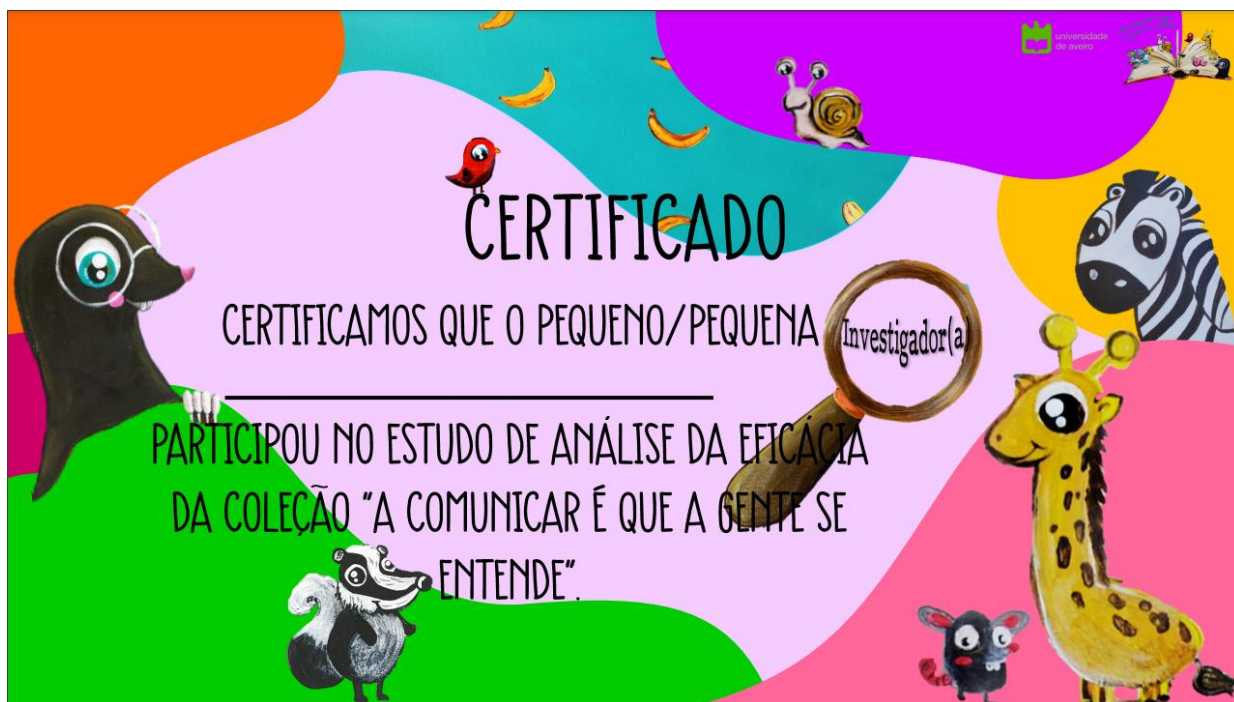 universidade
de aveiro
CERTIFICADO
CERTIFICAMOS QUE O PEQUENO/PEQUENA Investigador(a)
PARTICIPOU NO ESTUDO DE ANÁLISE DA EFICÁCIA
DA COLEÇÃO "A COMUNICAR É QUE A GENTE SE
ENTENDE".